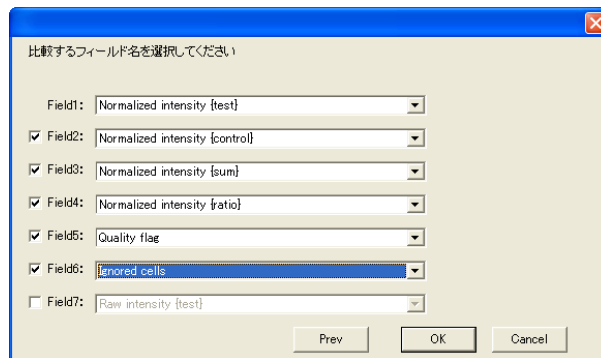 比較するフィールド名を選択してください
Field1: Normalized intensity {test}
Field2: Normalized intensity {control}
Field3: Normalized intensity {sum}
Field4: Normalized intensity {ratio}
Field5: Quality flag
Field6: Ignored cells
Field7: Raw intensity {test}
Prev OK Cancel